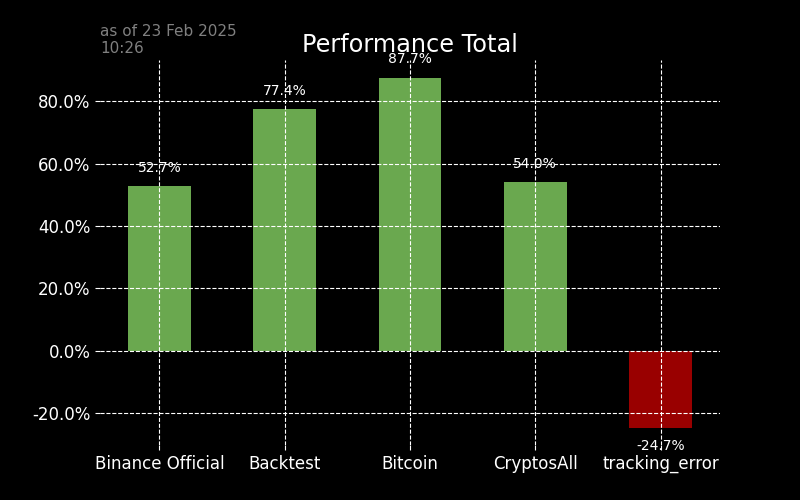 as of 23 Feb 2025
10:26
Performance Total
87.7%
80.0%
77.4%
60.0%
52.7%
54.0%
40.0%
20.0%
0.0%
-20.0%
-24.7%
Binance Official
Backtest
Bitcoin
CryptosAll
tracking_error